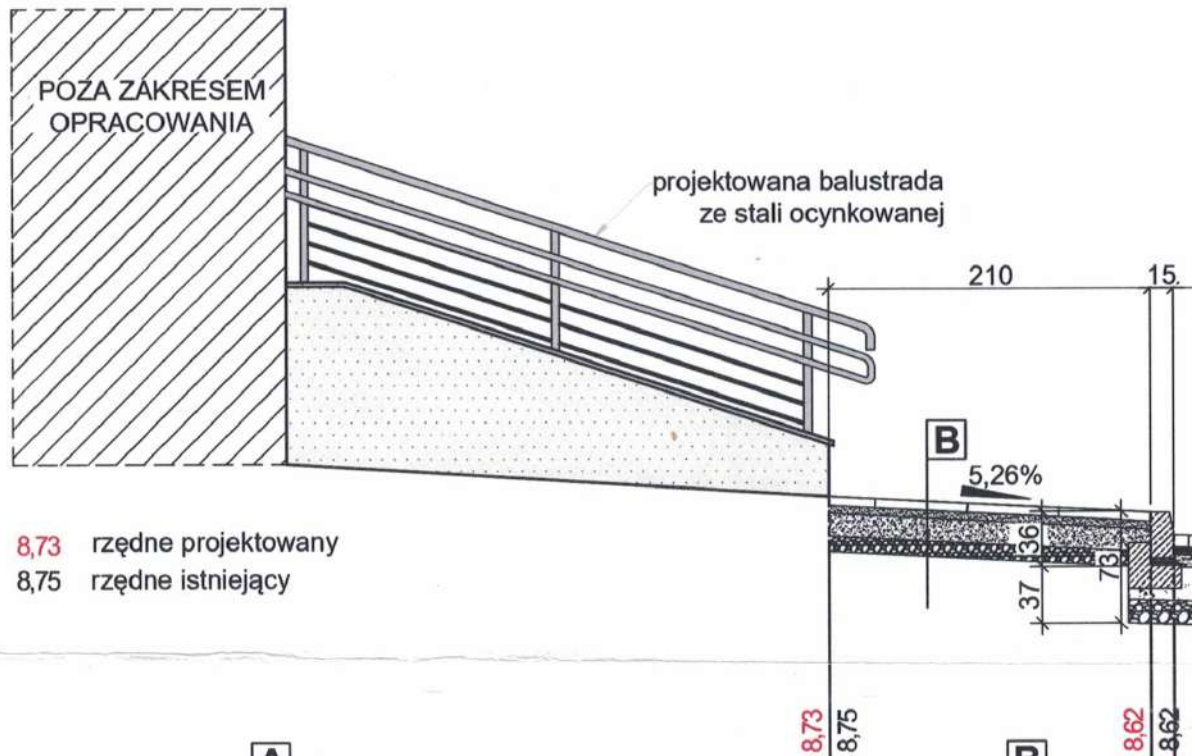 POZA ZAKRESEM
OPRACOWANIA
projektowana balustrada
ze stali ocynkowanej
210
15
B
5,26%
36
73
37
8,73 rzędne projektowany
8,75 rzędne istniejący
8,73
8,75
8,62
8,62
A
B